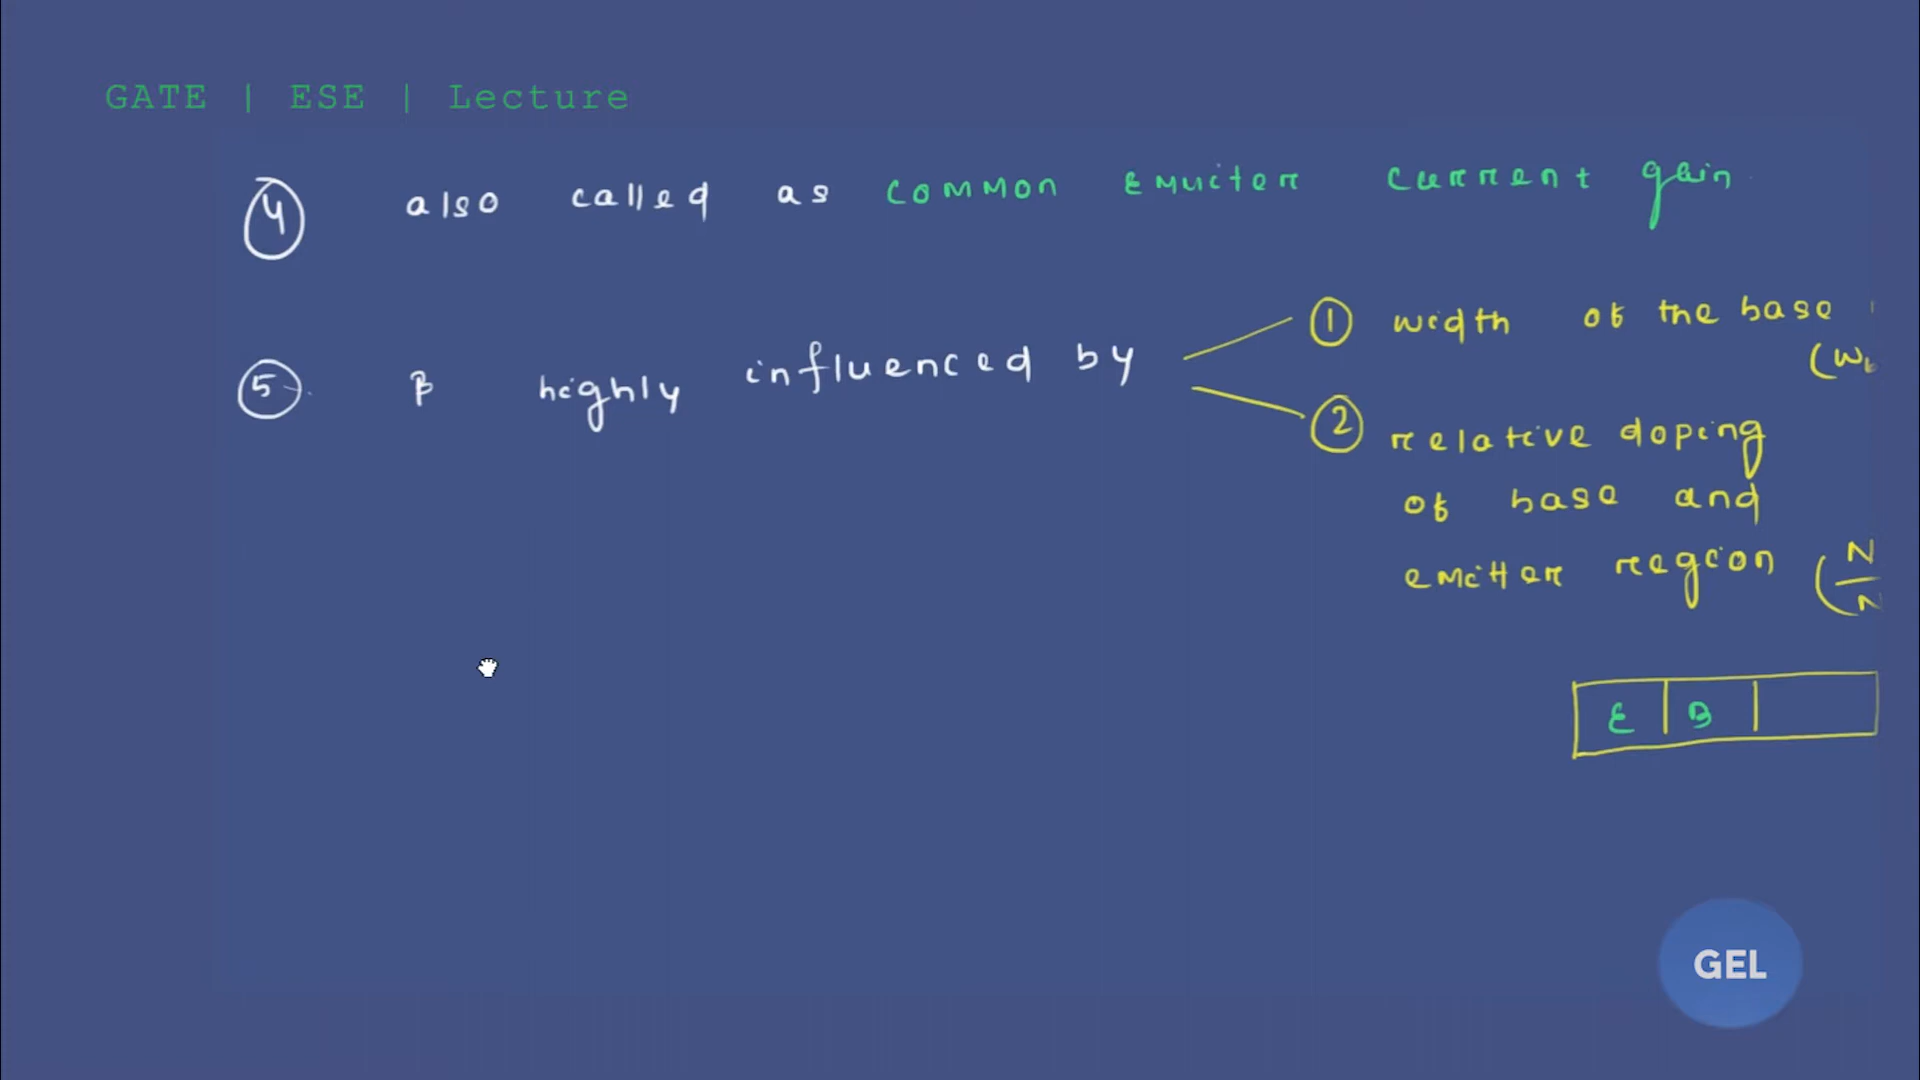 GATE | ESE | Lecture
4 also called as common emitter current gain
5 β highly influenced by
1 width of the base
(W
2 relative doping
of base and
emitter region (N
N
E B
GEL